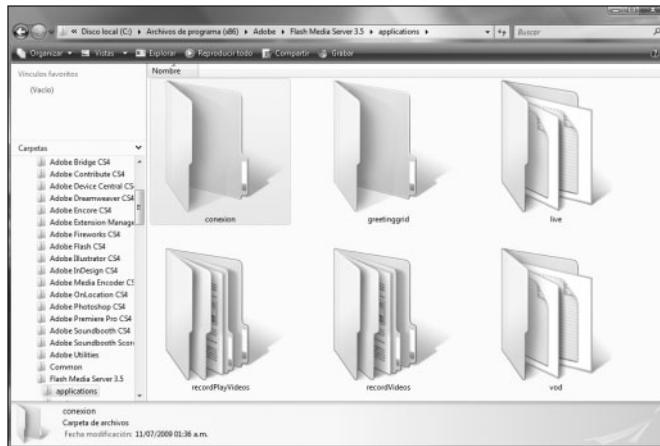 « Disco local (C:) ▸ Archivos de programa (x86) ▸ Adobe ▸ Flash Media Server 3.5 ▸ applications ▸
Buscar
Organizar Vistas Explorar Reproducir todo Compartir Grabar
Vínculos favoritos
(Vacío)
Carpetas
Adobe Bridge CS4
Adobe Contribute CS4
Adobe Device Central CS
Adobe Dreamweaver CS4
Adobe Encore CS4
Adobe Extension Manage
Adobe Fireworks CS4
Adobe Flash CS4
Adobe Illustrator CS4
Adobe InDesign CS4
Adobe Media Encoder CS
Adobe OnLocation CS4
Adobe Photoshop CS4
Adobe Premiere Pro CS4
Adobe Soundbooth CS4
Adobe Soundbooth Scor
Adobe Utilities
Common
Flash Media Server 3.5
applications
Nombre
conexion
greetinggrid
live
recordPlayVideos
recordVideos
vod
conexion
Carpeta de archivos
Fecha modificación: 11/07/2009 01:36 a.m.